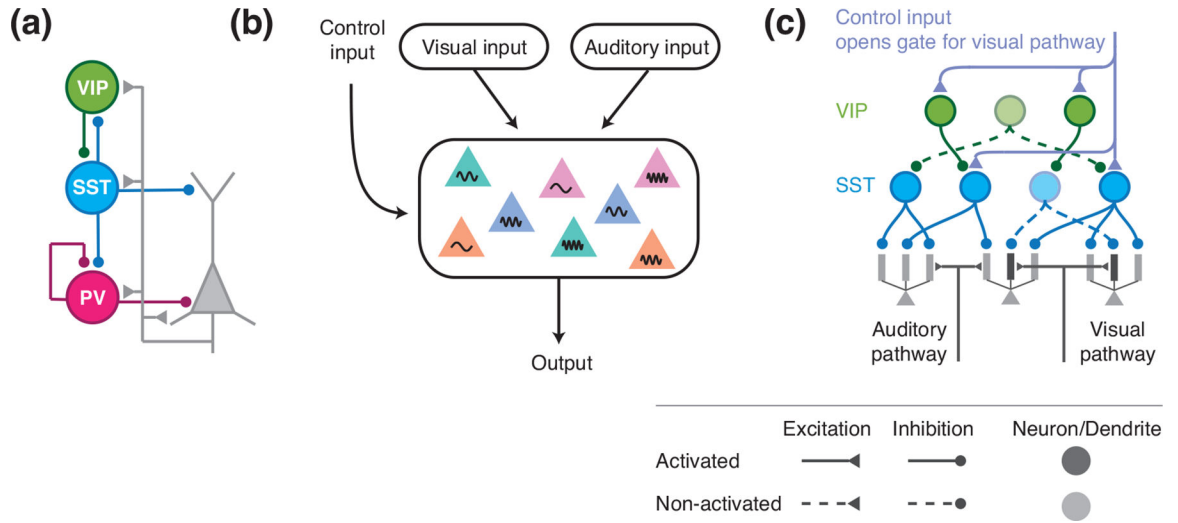 (a)
VIP
SST
PV
(b)
Control
input
Visual input
Auditory input
Output
(c)
Control input
opens gate for visual pathway
VIP
SST
Auditory
pathway
Visual
pathway
Excitation Inhibition Neuron/Dendrite
Activated
Non-activated